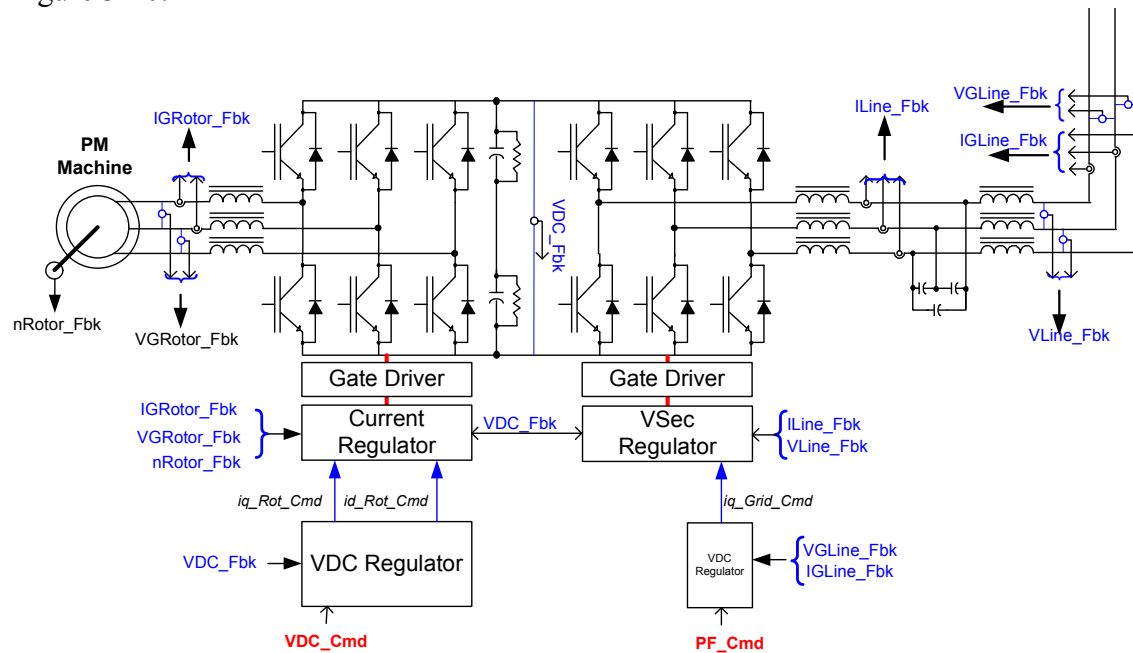 VGLine_Fbk
ILine_Fbk
IGRotor_Fbk
IGLine_Fbk
PM
Machine
VDC_Fbk
nRotor_Fbk
VGRotor_Fbk
VLine_Fbk
Gate Driver
Gate Driver
IGRotor_Fbk
VGRotor_Fbk
nRotor_Fbk
Current
Regulator
VDC_Fbk
VSec
Regulator
ILine_Fbk
VLine_Fbk
iq_Rot_Cmd
id_Rot_Cmd
iq_Grid_Cmd
VDC_Fbk
VDC Regulator
VDC
Regulator
VGLine_Fbk
IGLine_Fbk
VDC_Cmd
PF_Cmd